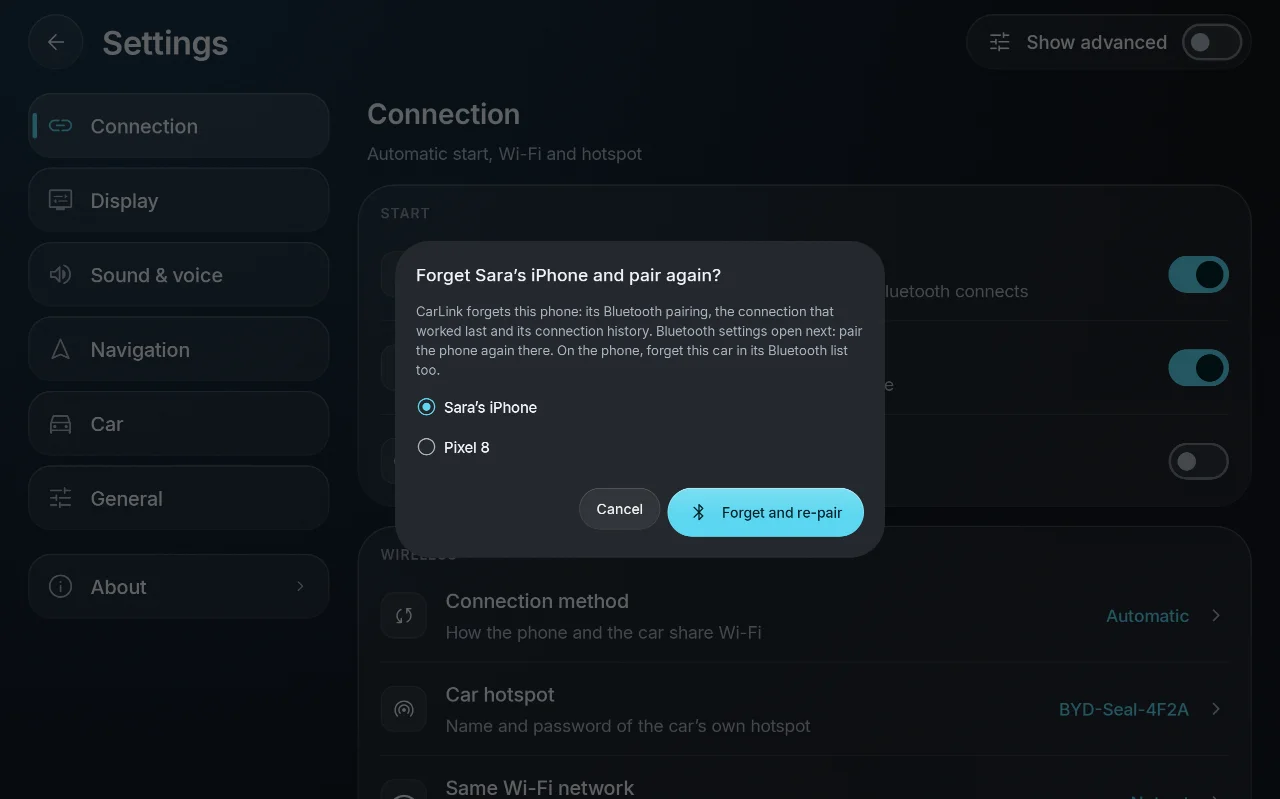 Settings
Show advanced
Connection
Display
Sound & voice
Navigation
Car
General
About
Connection
Automatic start, Wi-Fi and hotspot
START
luetooth connects
e
Forget Sara’s iPhone and pair again?
CarLink forgets this phone: its Bluetooth pairing, the connection that
worked last and its connection history. Bluetooth settings open next: pair
the phone again there. On the phone, forget this car in its Bluetooth list
too.
Sara’s iPhone
Pixel 8
Cancel
Forget and re-pair
WIRELESS
Connection method
How the phone and the car share Wi-Fi
Automatic
Car hotspot
Name and password of the car’s own hotspot
BYD-Seal-4F2A
Same Wi-Fi network